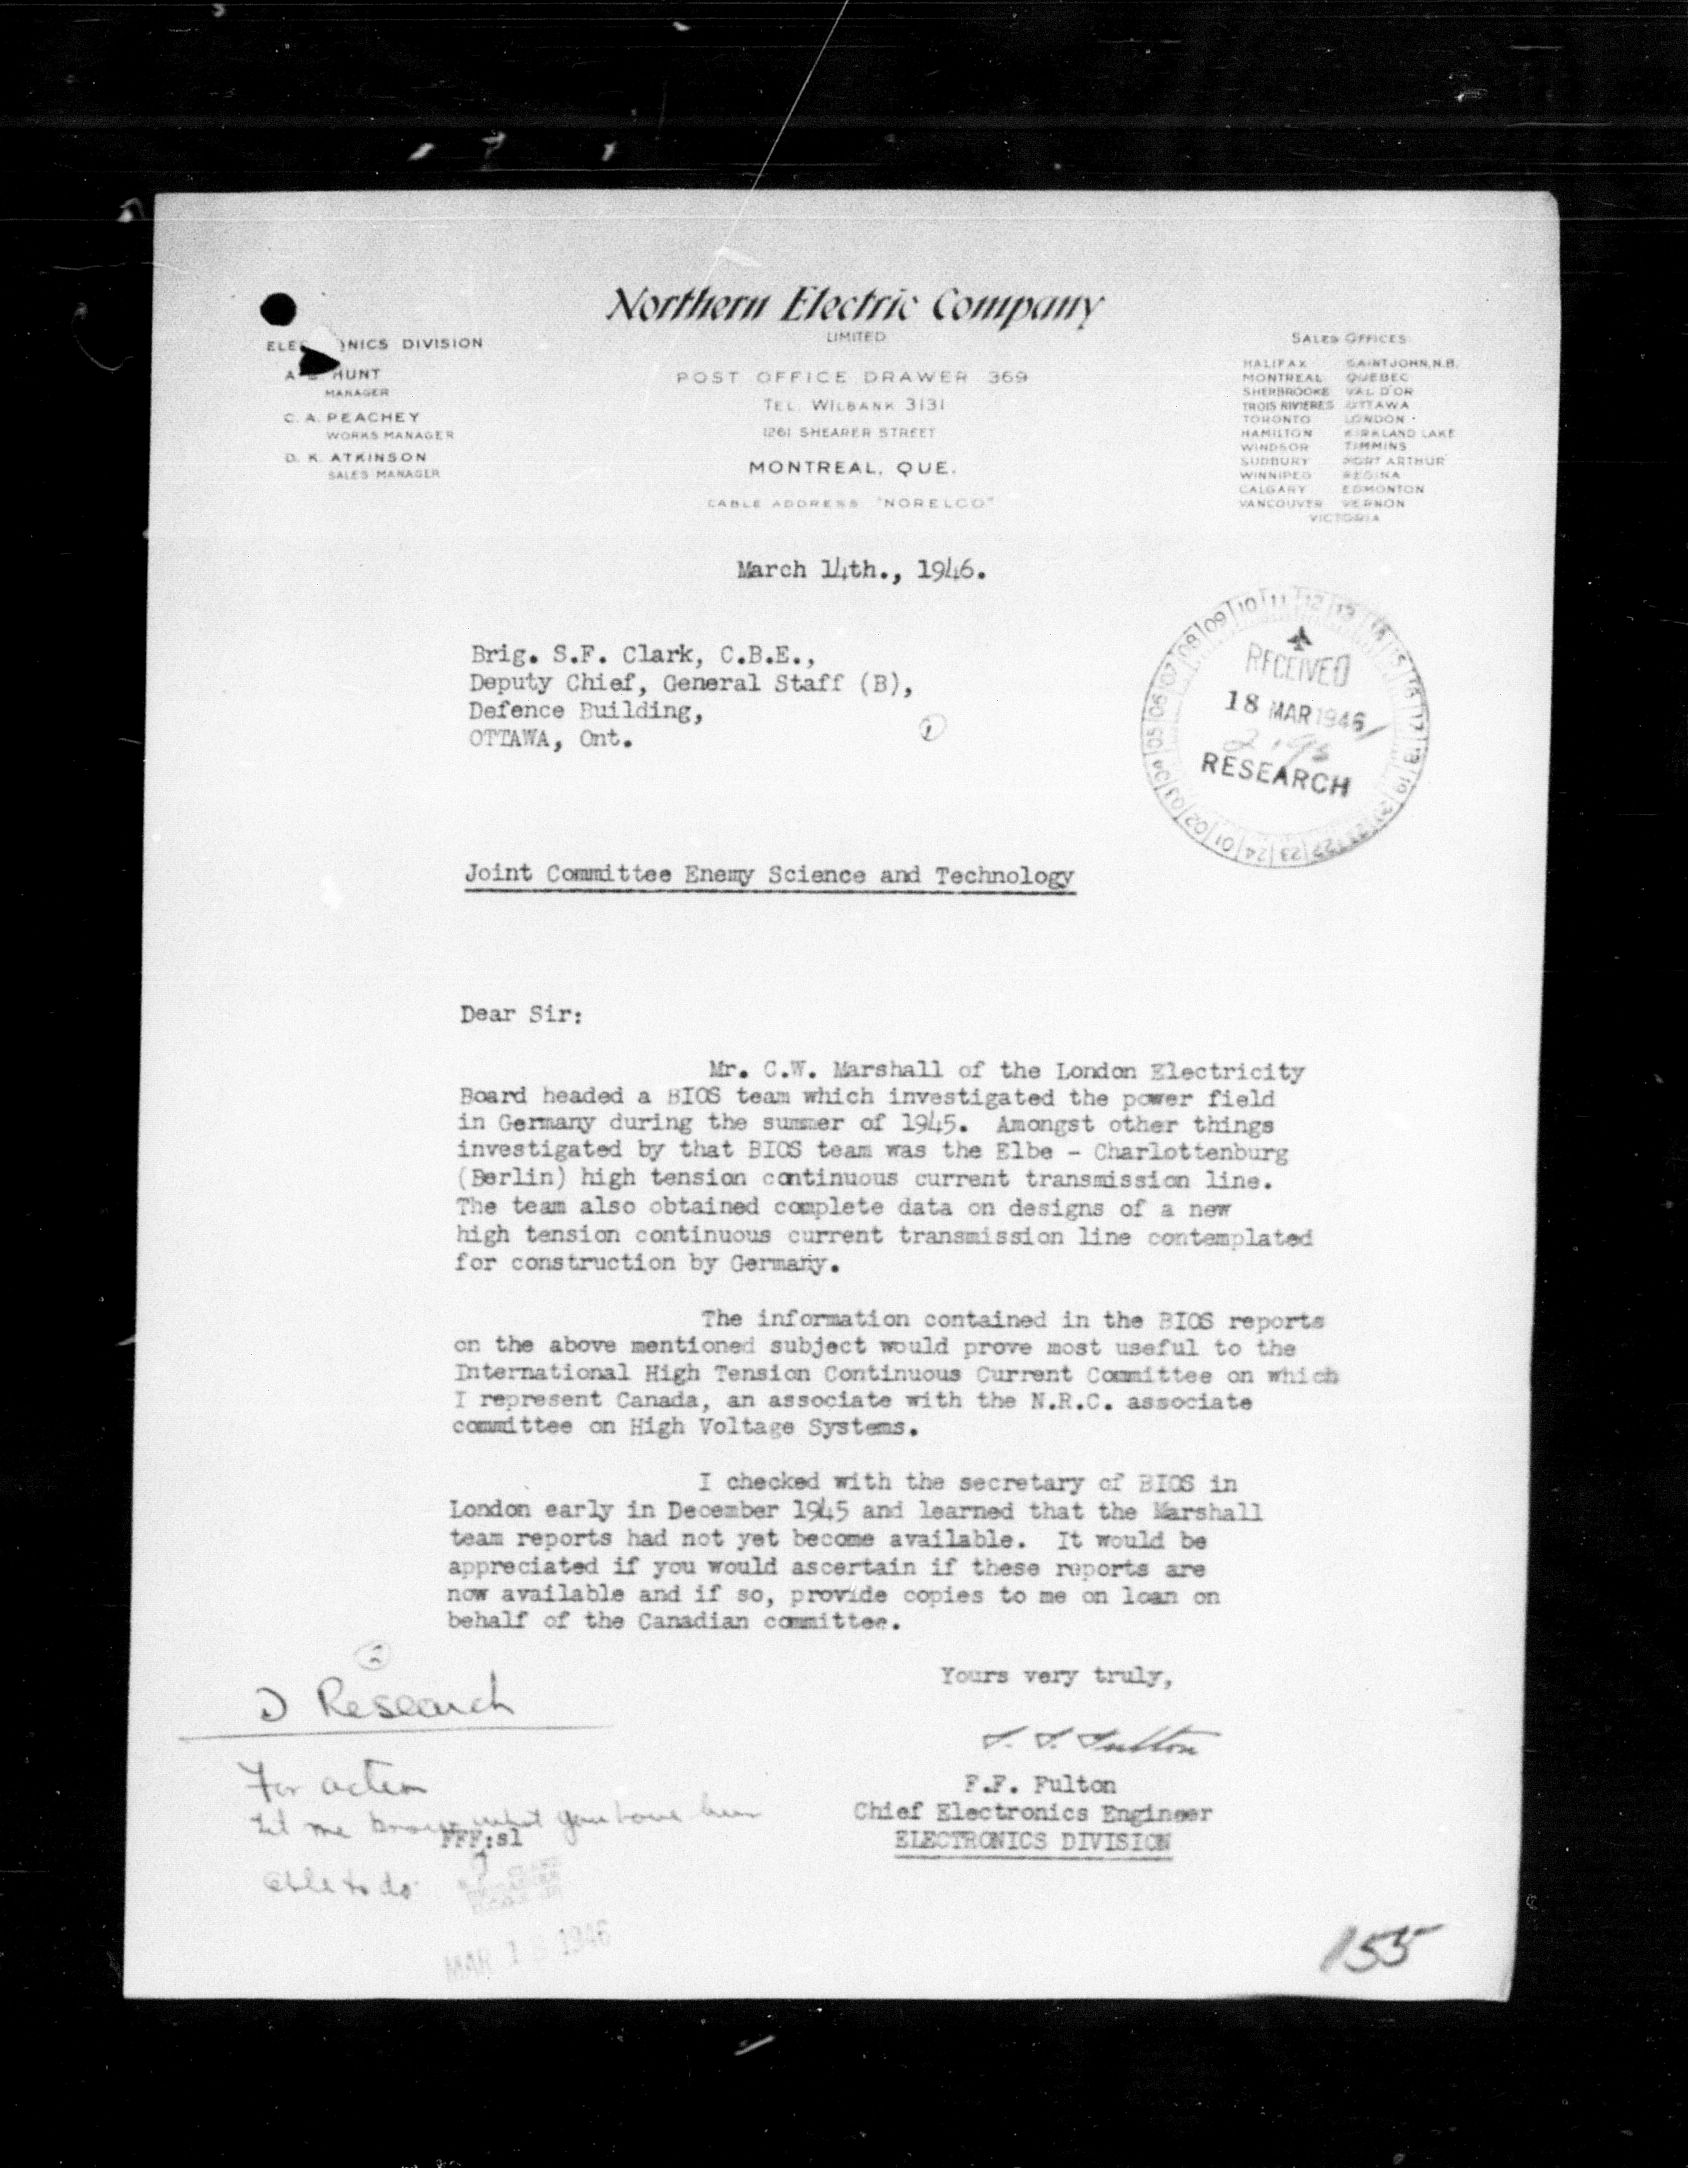 Northern Electric Company
LIMITED
POST OFFICE DRAWER 369
TEL. WILBANK 3131
1261 SHEARER STREET
MONTREAL, QUE.
CABLE ADDRESS "NORELCO"
DIVISION
HUNT
MANAGER
C. A. PEACHEY
WORKS MANAGER
D. K. ATKINSON
SALES MANAGER
SALES OFFICES
HALIFAX SAINT JOHN, N.B.
MONTREAL QUEBEC
SHERBROOKE VAL D'OR
TROIS RIVIERES OTTAWA
TORONTO LONDON
HAMILTON KIRKLAND LAKE
WINDSOR TIMMINS
SUDBURY PORT ARTHUR
WINNIPEG REGINA
CALGARY EDMONTON
VANCOUVER VERNON
VICTORIA
March 14th., 1946.
Brig. S.F. Clark, C.B.E.,
Deputy Chief, General Staff (B),
Defence Building,
OTTAWA, Ont.
1
RECEIVED
18 MAR 1946
RESEARCH
Joint Committee Enemy Science and Technology
Dear Sir:
Mr. C.W. Marshall of the London Electricity
Board headed a BIOS team which investigated the power field
in Germany during the summer of 1945. Amongst other things
investigated by that BIOS team was the Elbe - Charlottenburg
(Berlin) high tension continuous current transmission line.
The team also obtained complete data on designs of a new
high tension continuous current transmission line contemplated
for construction by Germany.
The information contained in the BIOS reports
on the above mentioned subject would prove most useful to the
International High Tension Continuous Current Committee on which
I represent Canada, an associate with the N.R.C. associate
committee on High Voltage Systems.
I checked with the secretary of BIOS in
London early in December 1945 and learned that the Marshall
team reports had not yet become available. It would be
appreciated if you would ascertain if these reports are
now available and if so, provide copies to me on loan on
behalf of the Canadian committee.
Yours very truly,
F. F. Fulton
F.F. Fulton
Chief Electronics Engineer
ELECTRONICS DIVISION
2
D Research
For action
Let me know what you have been
FFF:sl
able to do
MAR 1 1946
155